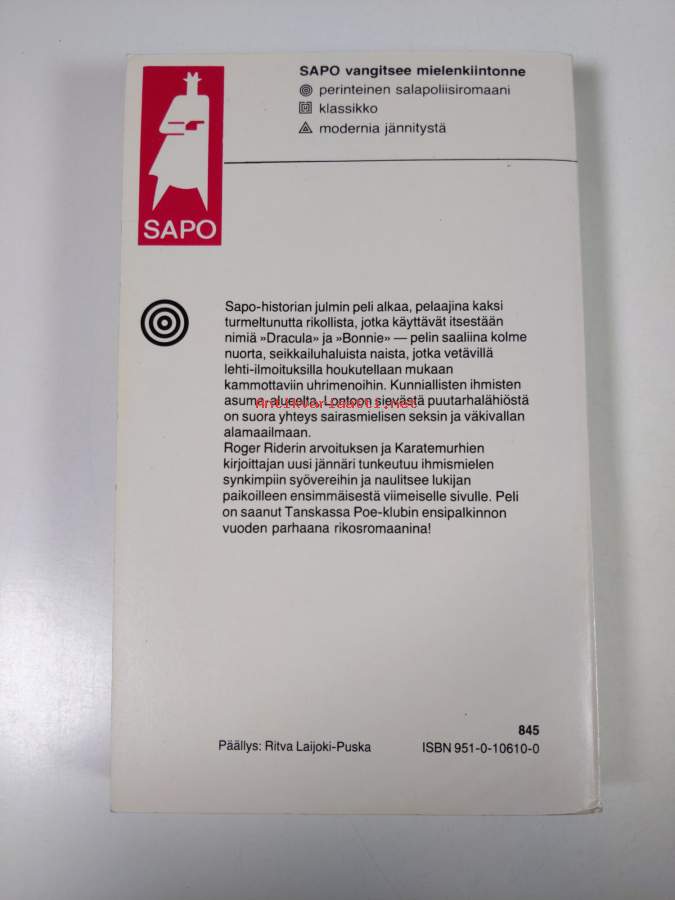 SAPO vangitsee mielenkiintonne
perinteinen salapoliisiromaani
klassikko
modernia jännitystä
SAPO
Sapo-historian julmin peli alkaa, pelaajina kaksi
turmeltunutta rikollista, jotka käyttävät itsestään
nimiä »Dracula» ja »Bonnie» — pelin saaliina kolme
nuorta, seikkailuhaluista naista, jotka vetävillä
lehti-ilmoituksilla houkutellaan mukaan
kammottaviin uhrimenoihin. Kunniallisten ihmisten
asuma-alueelta, Lontoon sievästä puutarhalähiöstä
Antikvariaatti.net
on suora yhteys sairasmielisen seksin ja väkivallan
alamaailmaan.
Roger Riderin arvoituksen ja Karatemurhien
kirjoittajan uusi jännäri tunkeutuu ihmismielen
synkimpiin syövereihin ja naulitsee lukijan
paikoilleen ensimmäisestä viimeiselle sivulle. Peli
on saanut Tanskassa Poe-klubin ensipalkinnon
vuoden parhaana rikosromaanina!
845
Päällys: Ritva Laijoki-Puska
ISBN 951-0-10610-0